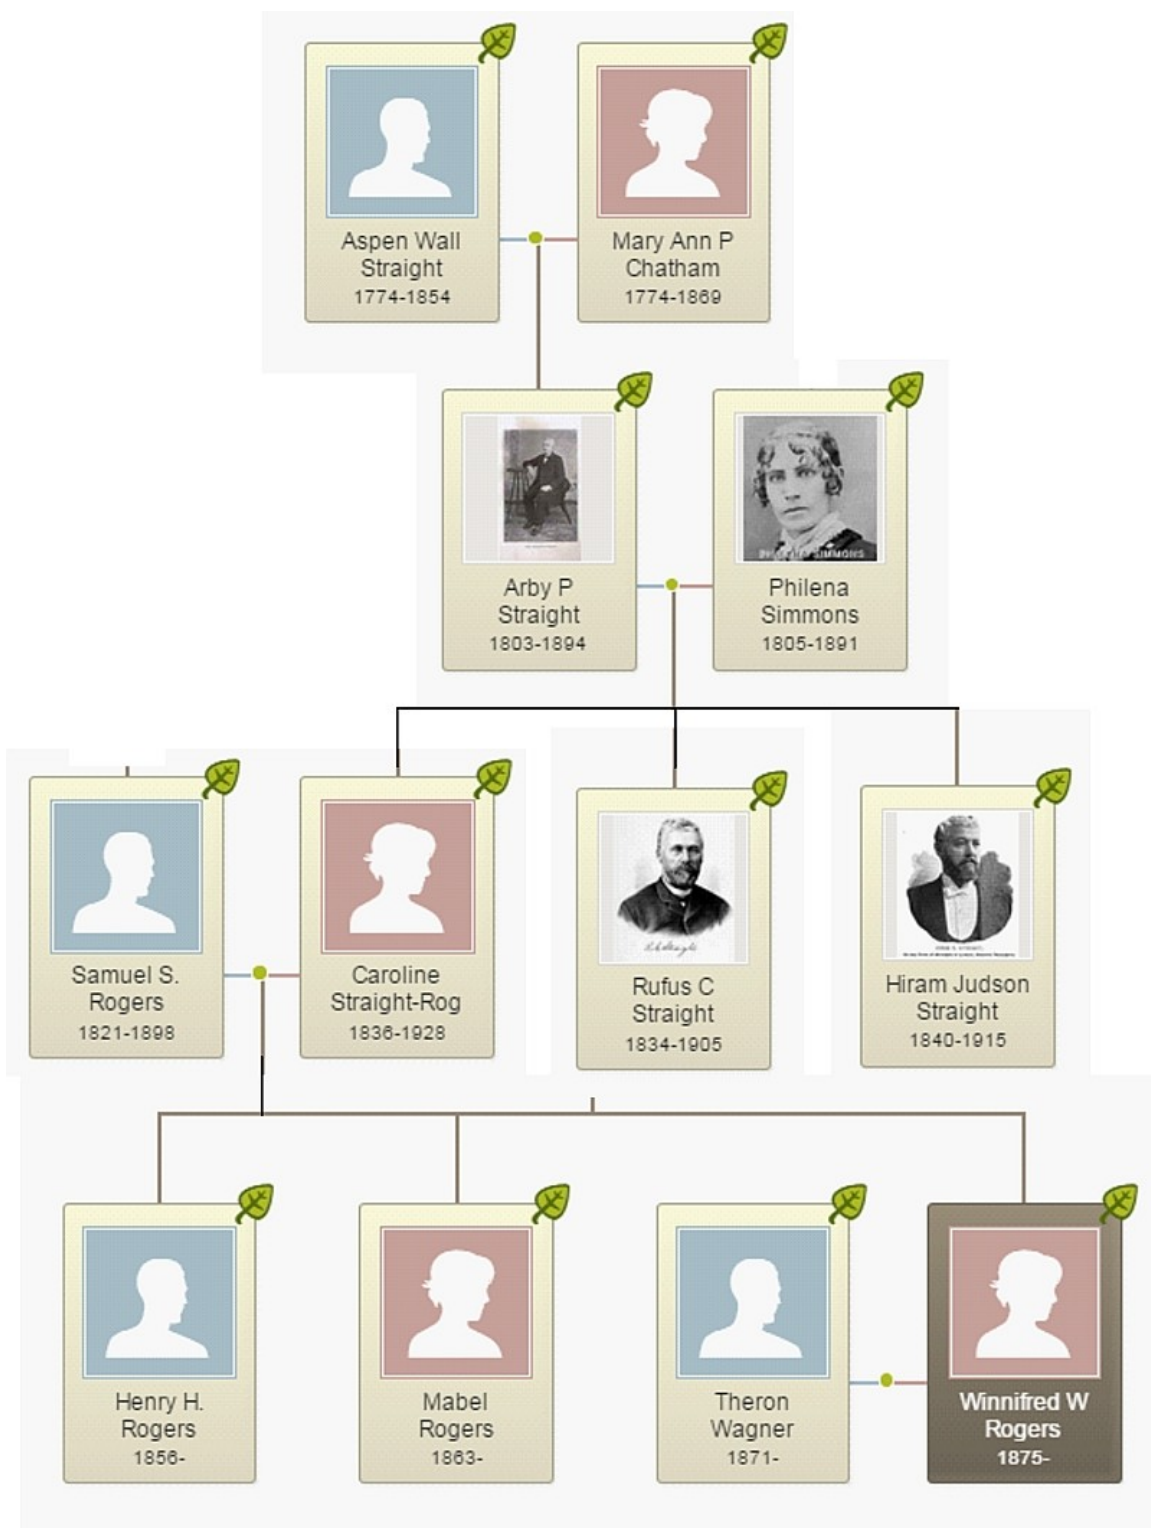 Aspen Wall
Straight
1774-1854
Mary Ann P
Chatham
1774-1869
SIMMONS
Arby P
Straight
1803-1894
Philena
Simmons
1805-1891
Samuel S.
Rogers
1821-1898
Caroline
Straight-Rog
1836-1928
Rufus C
Straight
1834-1905
Hiram Judson
Straight
1840-1915
Henry H.
Rogers
1856-
Mabel
Rogers
1863-
Theron
Wagner
1871-
Winnifred W
Rogers
1875-